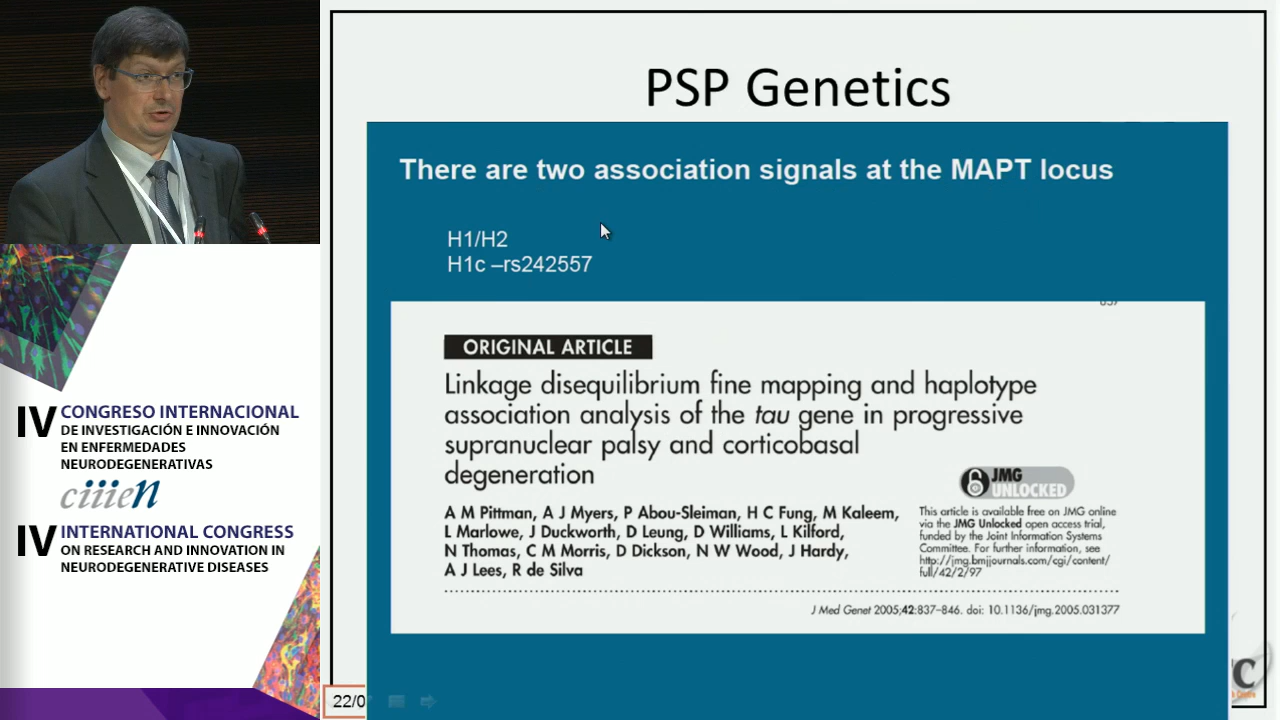 PSP Genetics
There are two association signals at the MAPT locus
H1/H2
H1c –rs242557
ORIGINAL ARTICLE
Linkage disequilibrium fine mapping and haplotype
association analysis of the tau gene in progressive
supranuclear palsy and corticobasal
degeneration
A M Pittman, A J Myers, P Abou-Sleiman, H C Fung, M Kaleem,
L Marlowe, J Duckworth, D Leung, D Williams, L Kilford,
N Thomas, C M Morris, D Dickson, N W Wood, J Hardy,
A J Lees, R de Silva
JMG
UNLOCKED
This article is available free on JMG online
via the JMG Unlocked open access trial,
funded by the Joint Information Systems
Committee. For further information, see
http://jmg.bmjjournals.com/cgi/content/
full/42/2/97
J Med Genet 2005;42:837–846. doi: 10.1136/jmg.2005.031377
22/0
IV CONGRESO INTERNACIONAL
DE INVESTIGACIÓN E INNOVACIÓN
EN ENFERMEDADES
NEURODEGENERATIVAS
ciiien
IV INTERNATIONAL CONGRESS
ON RESEARCH AND INNOVATION IN
NEURODEGENERATIVE DISEASES